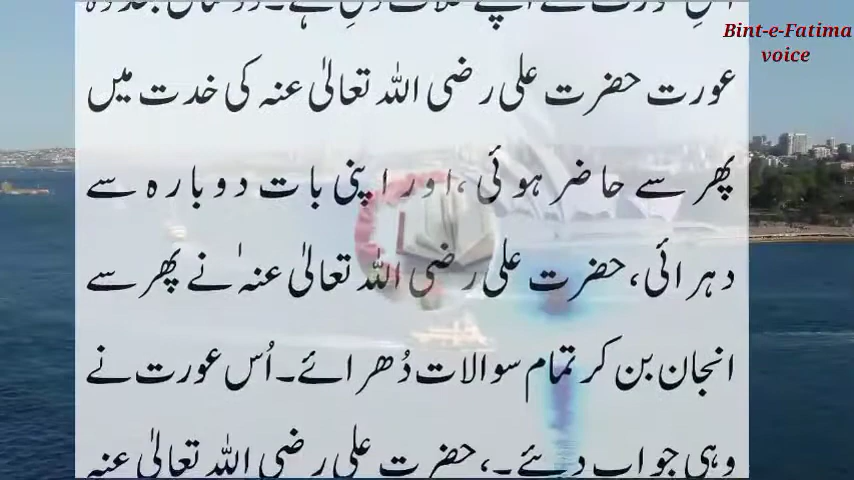 Bint-e-Fatima
voice
عورت حضرت علی رضی اللہ تعالیٰ عنہ کی خدت میں
پھر سے حاضر ہوئی ،اور اپنی بات دوبارہ سے
دہرائی، حضرت علی رضی اللہ تعالیٰ عنہ ٰنے پھر سے
انجان بن کر تمام سوالات دُھرائے۔اُس عورت نے
وہی جواب دیئے۔، حضرت علی رضی اللہ تعالیٰ عنہ